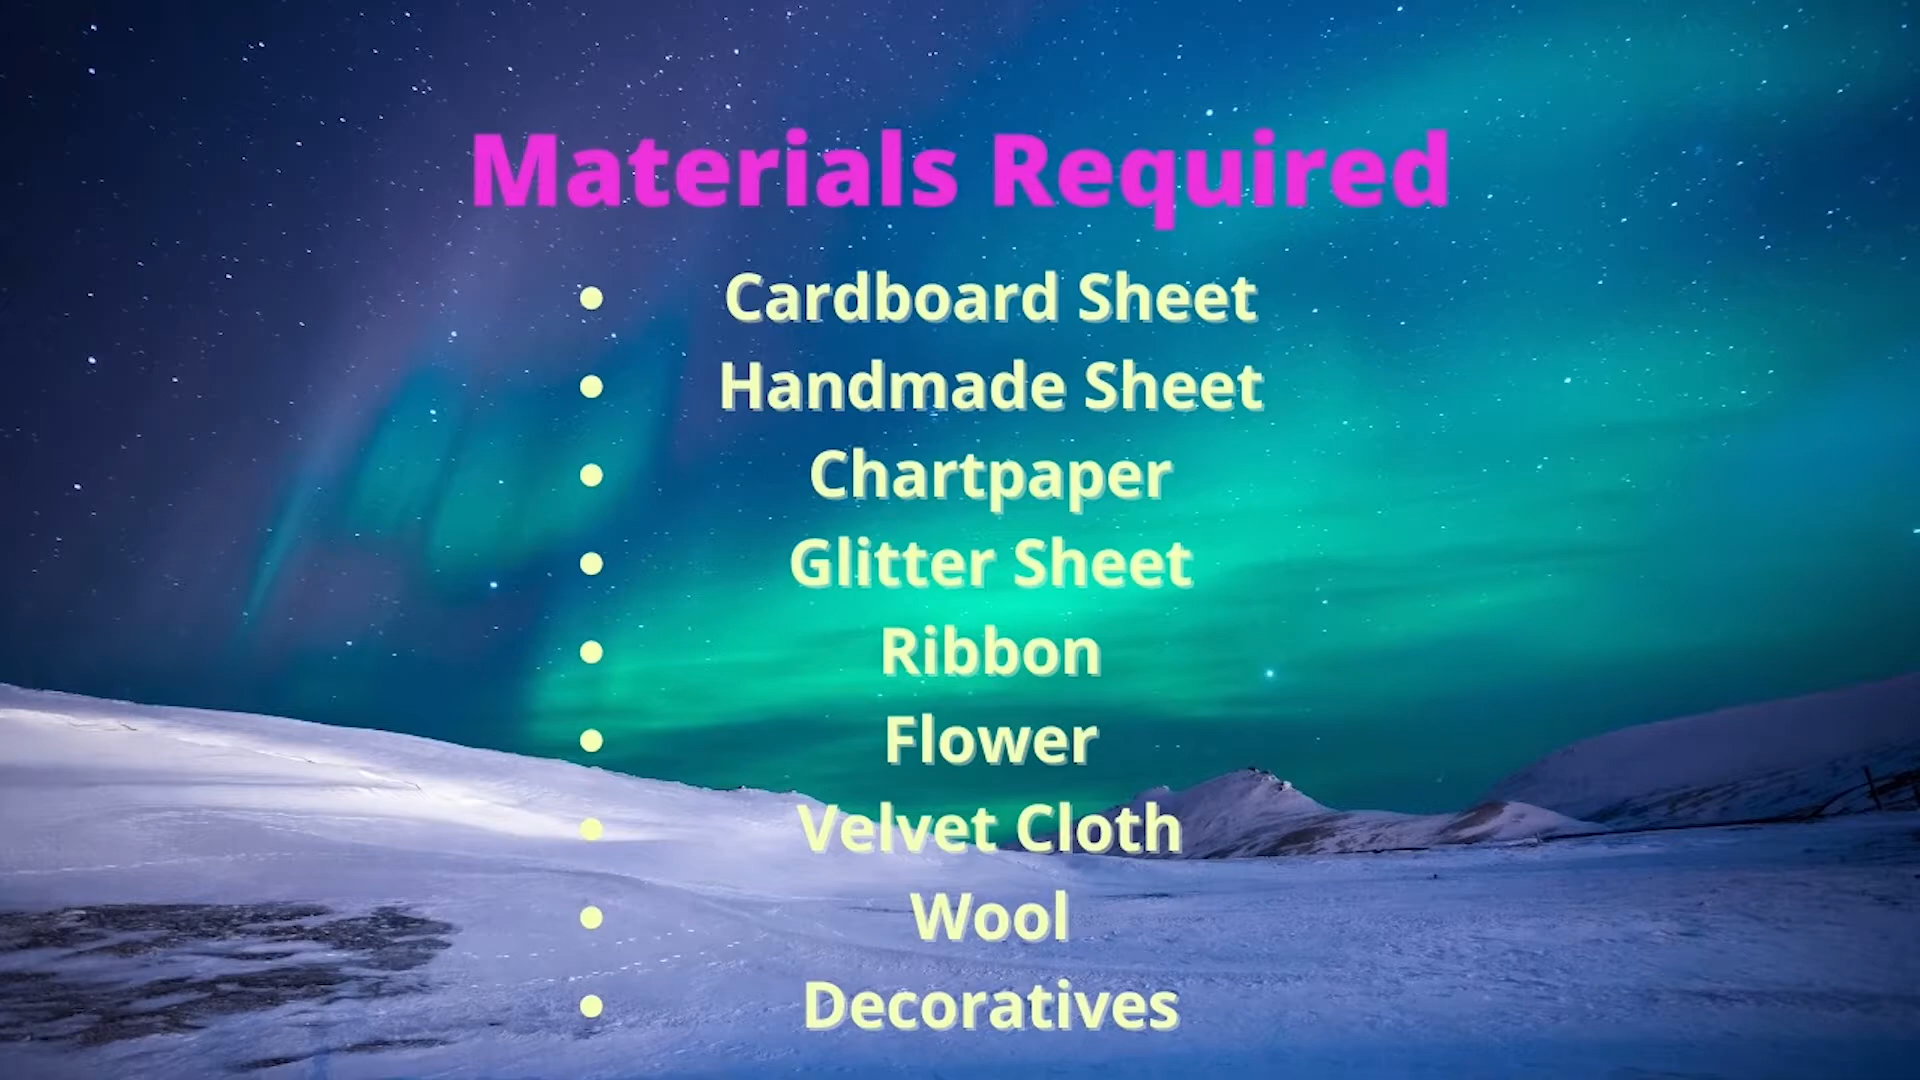 Materials Required
• Cardboard Sheet
• Handmade Sheet
• Chartpaper
• Glitter Sheet
• Ribbon
• Flower
• Velvet Cloth
• Wool
• Decoratives